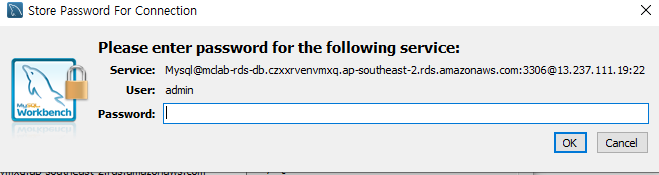 Store Password For Connection
Please enter password for the following service:
Service: Mysql@mclab-rds-db.czxxrvenvmxq.ap-southeast-2.rds.amazonaws.com:3306@13.237.111.19:22
User: admin
MySQL
Workbench
Password:
OK Cancel